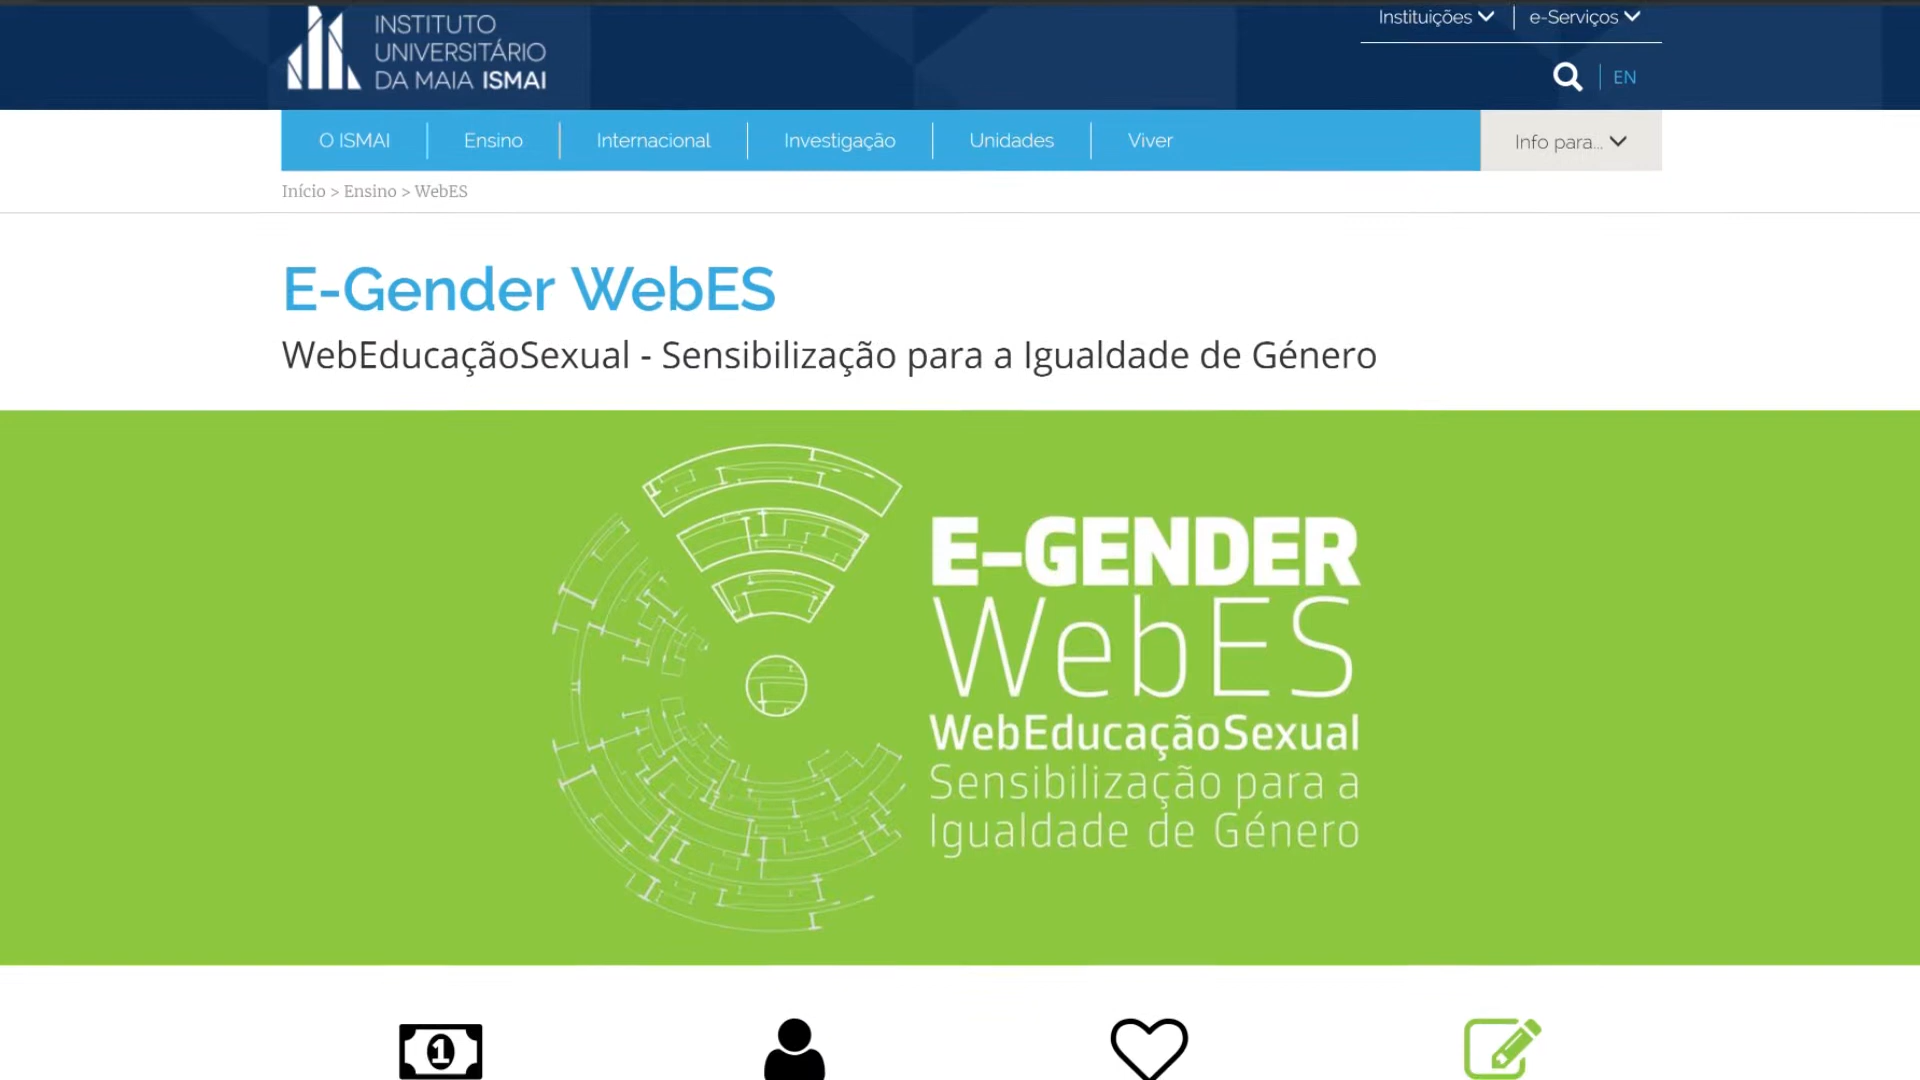 INSTITUTO
UNIVERSITÁRIO
DA MAIA ISMAI
Instituições
e-Serviços
EN
O ISMAI
Ensino
Internacional
Investigação
Unidades
Viver
Info para...
Início > Ensino > WebES
E-Gender WebES
WebEducaçãoSexual - Sensibilização para a Igualdade de Género
E-GENDER
WebES
WebEducaçãoSexual
Sensibilização para a
Igualdade de Género
1